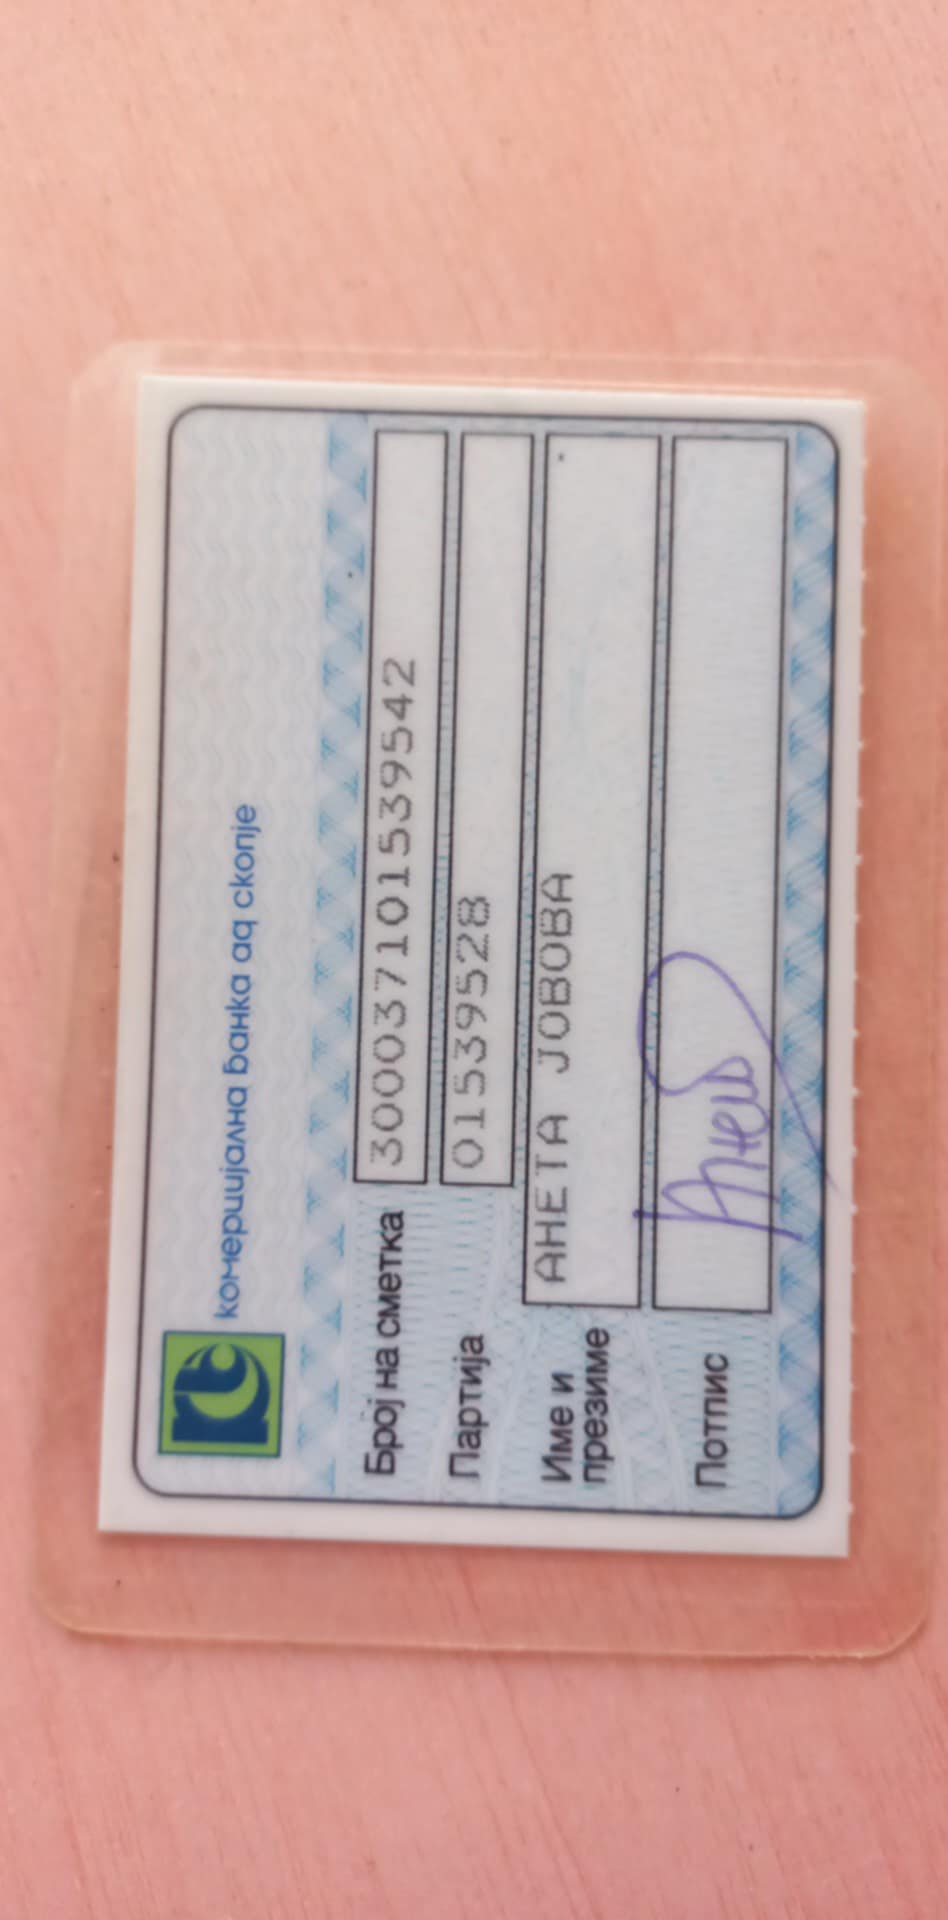 комерцијална банка ад скопје
Број на сметка 300037101539542
Партија 01539528
Име и презиме АНЕТА ЈОВОВА
Потпис Анета